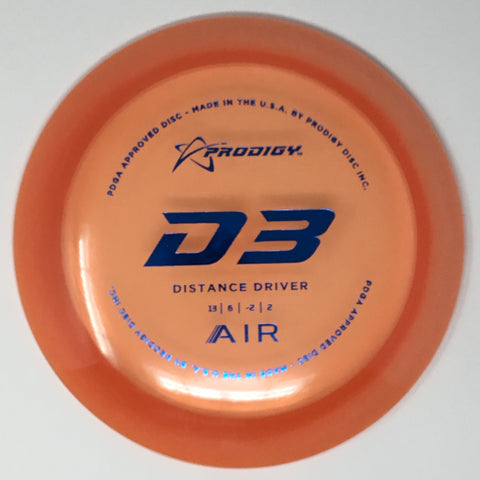 PDGA APPROVED DISC - MADE IN THE U.S.A. BY PRODIGY DISC INC.
PRODIGY
D3
DISTANCE DRIVER
13 | 6 | -2 | 2
AIR
PDGA APPROVED DISC - MADE IN THE U.S.A. BY PRODIGY DISC INC.